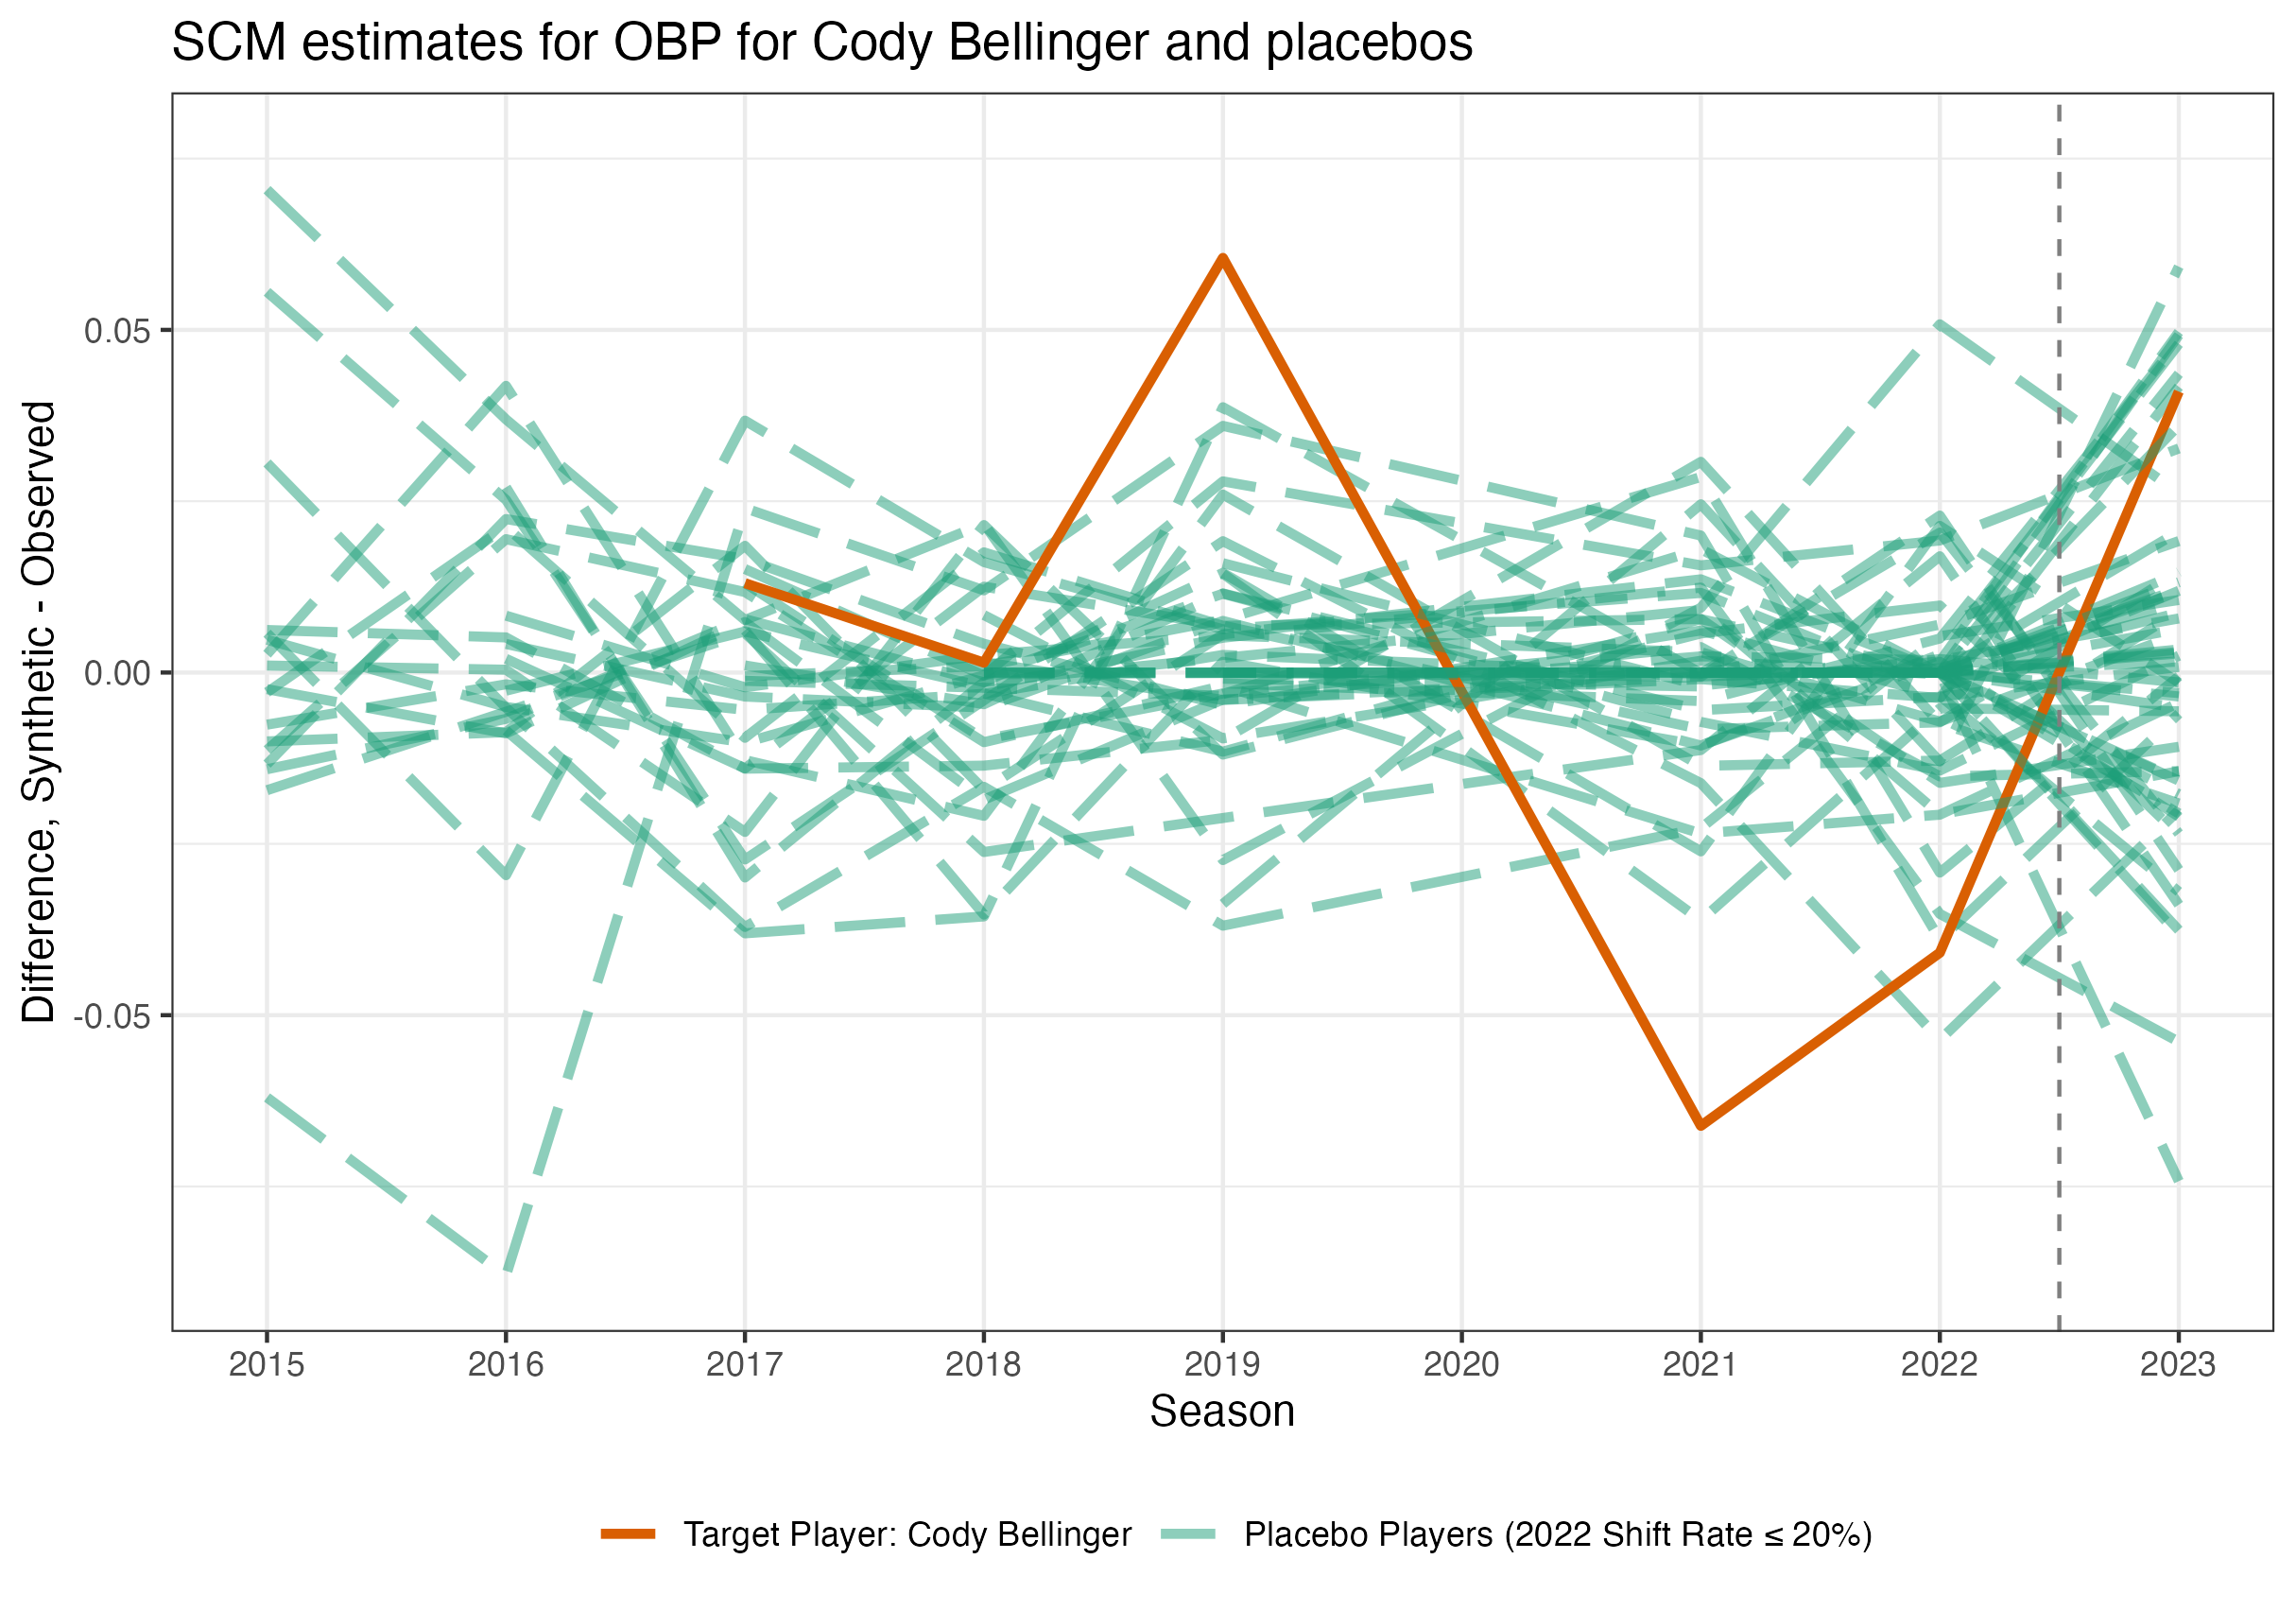 SCM estimates for OBP for Cody Bellinger and placebos
Difference, Synthetic - Observed
0.05
0.00
-0.05
2015 2016 2017 2018 2019 2020 2021 2022 2023
Season
Target Player: Cody Bellinger Placebo Players (2022 Shift Rate ≤ 20%)